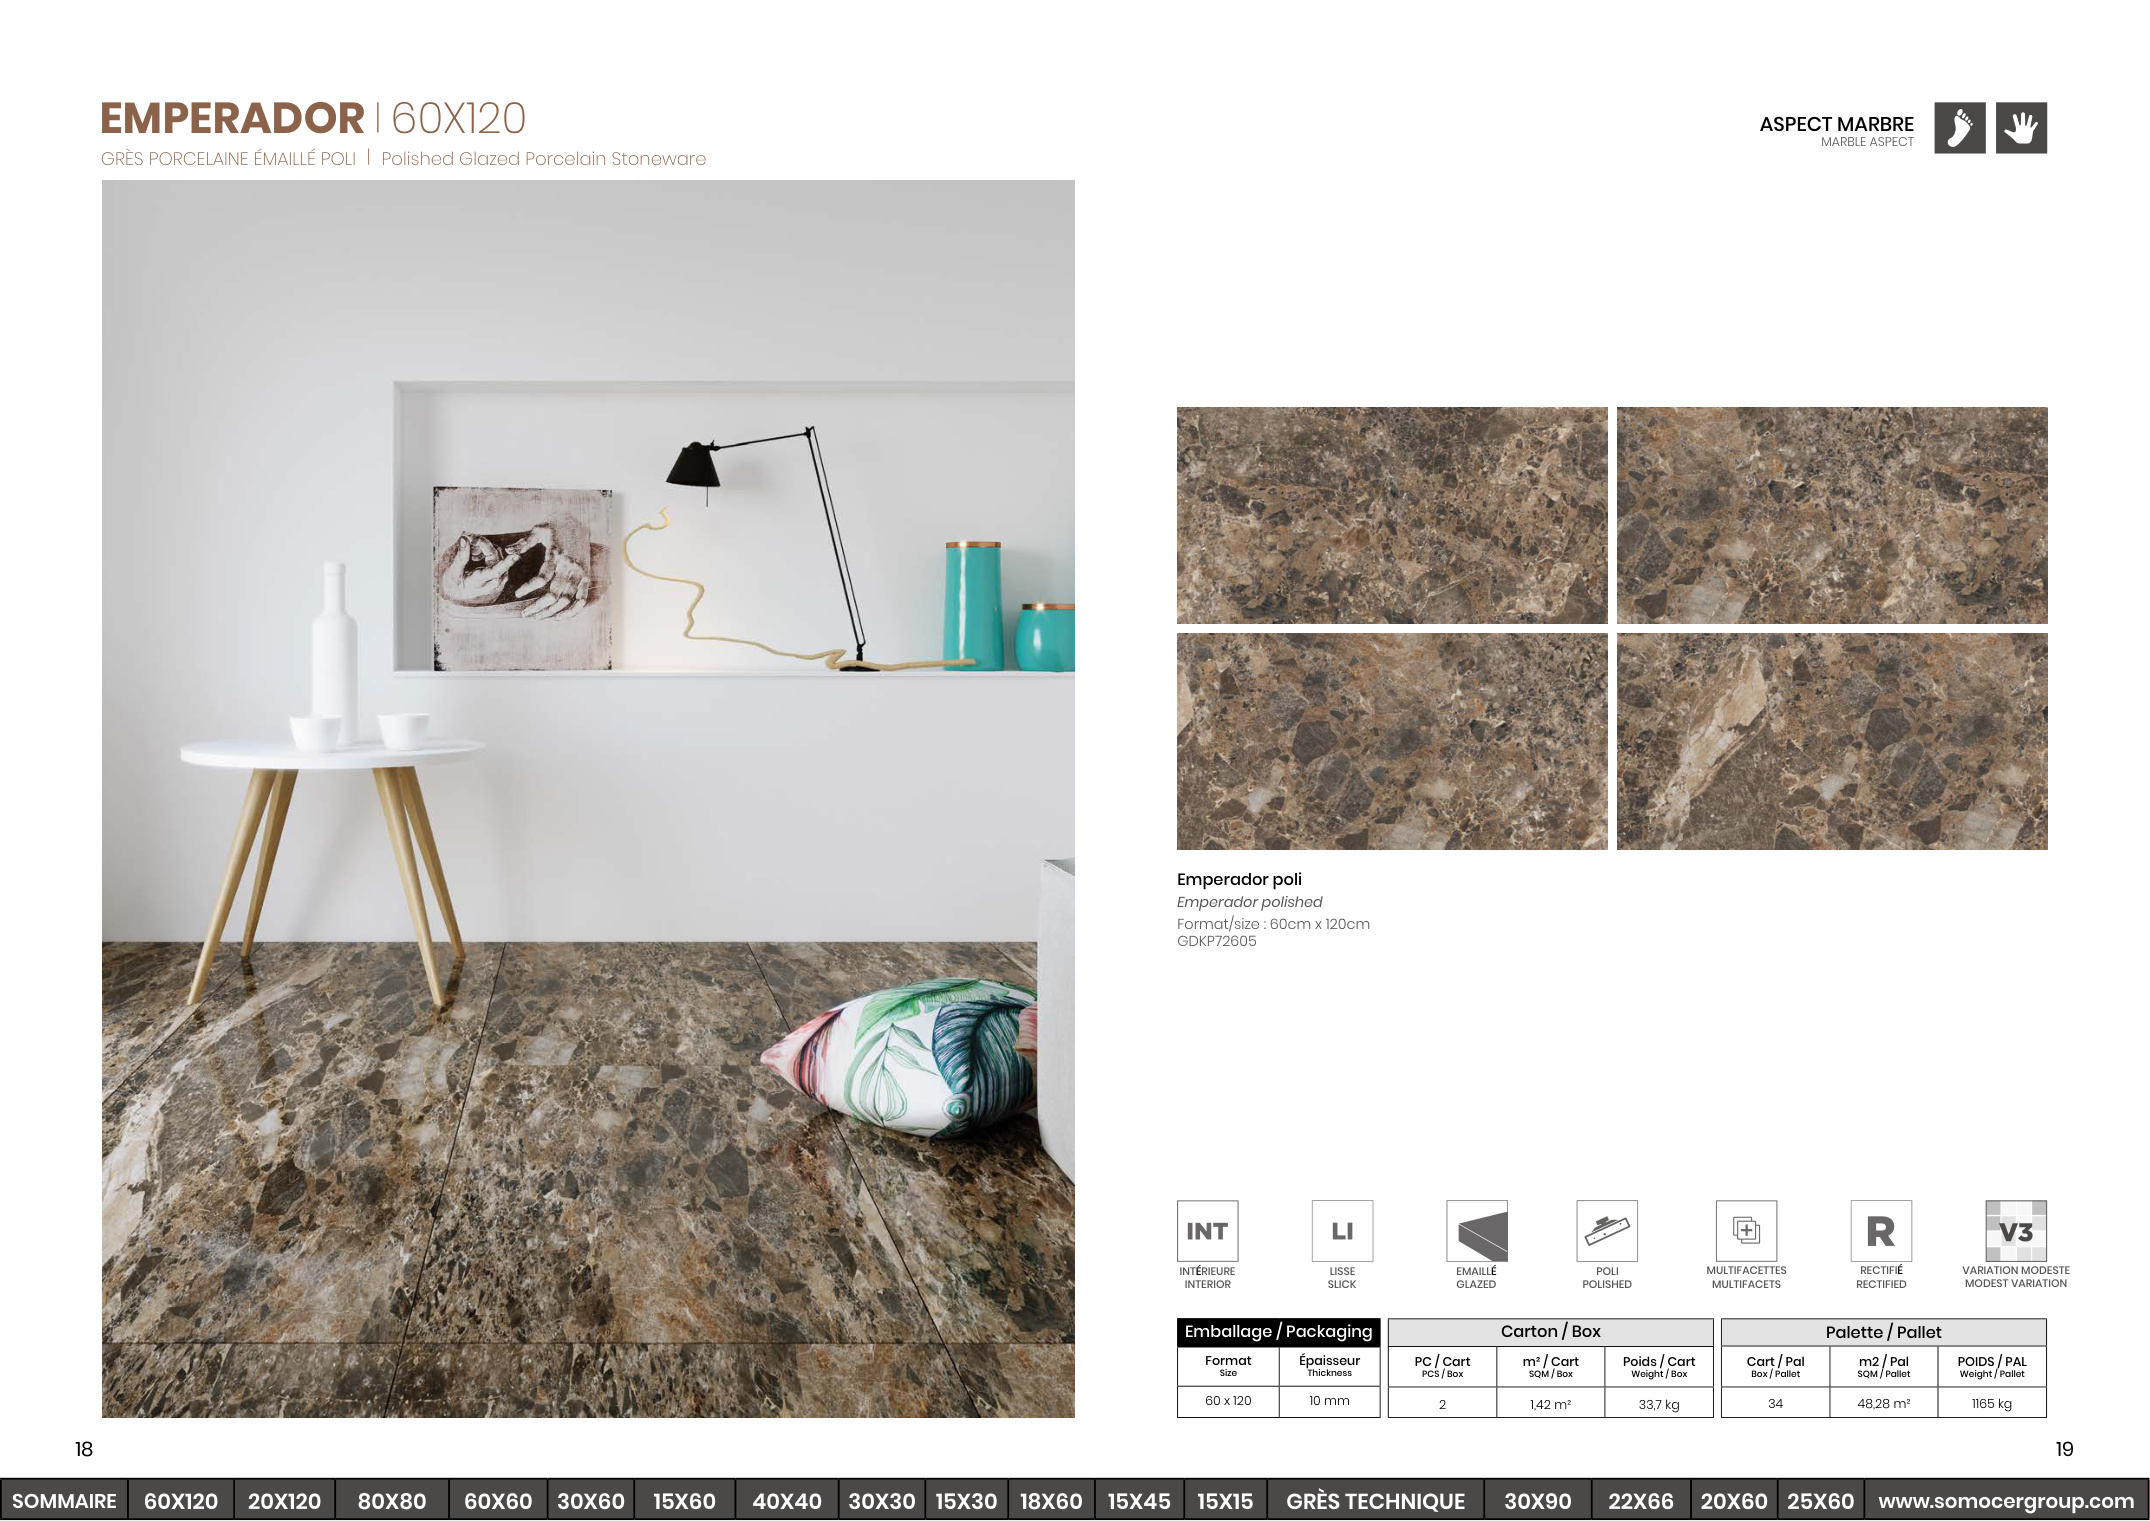 EMPERADOR | 60X120
GRÈS PORCELAINE ÉMAILLÉ POLI | Polished Glazed Porcelain Stoneware
ASPECT MARBRE
MARBLE ASPECT
Emperador poli
Emperador polished
Format/size : 60cm x 120cm
GDKP72605
INT
INTÉRIEURE
INTERIOR
LI
LISSE
SLICK
EMAILLÉ
GLAZED
POLI
POLISHED
MULTIFACETTES
MULTIFACETS
R
RECTIFIÉ
RECTIFIED
V3
VARIATION MODESTE
MODEST VARIATION
Emballage / Packaging
Format
Size
Épaisseur
Thickness
60 x 120
10 mm
Carton / Box
PC / Cart
PCS / Box
m² / Cart
SQM / Box
Poids / Cart
Weight / Box
2
1,42 m²
33,7 kg
Palette / Pallet
Cart / Pal
Box / Pallet
m2 / Pal
SQM / Pallet
POIDS / PAL
Weight / Pallet
34
48,28 m²
1165 kg
18
19
SOMMAIRE 60X120 20X120 80X80 60X60 30X60 15X60 40X40 30X30 15X30 18X60 15X45 15X15 GRÈS TECHNIQUE 30X90 22X66 20X60 25X60 www.somocergroup.com